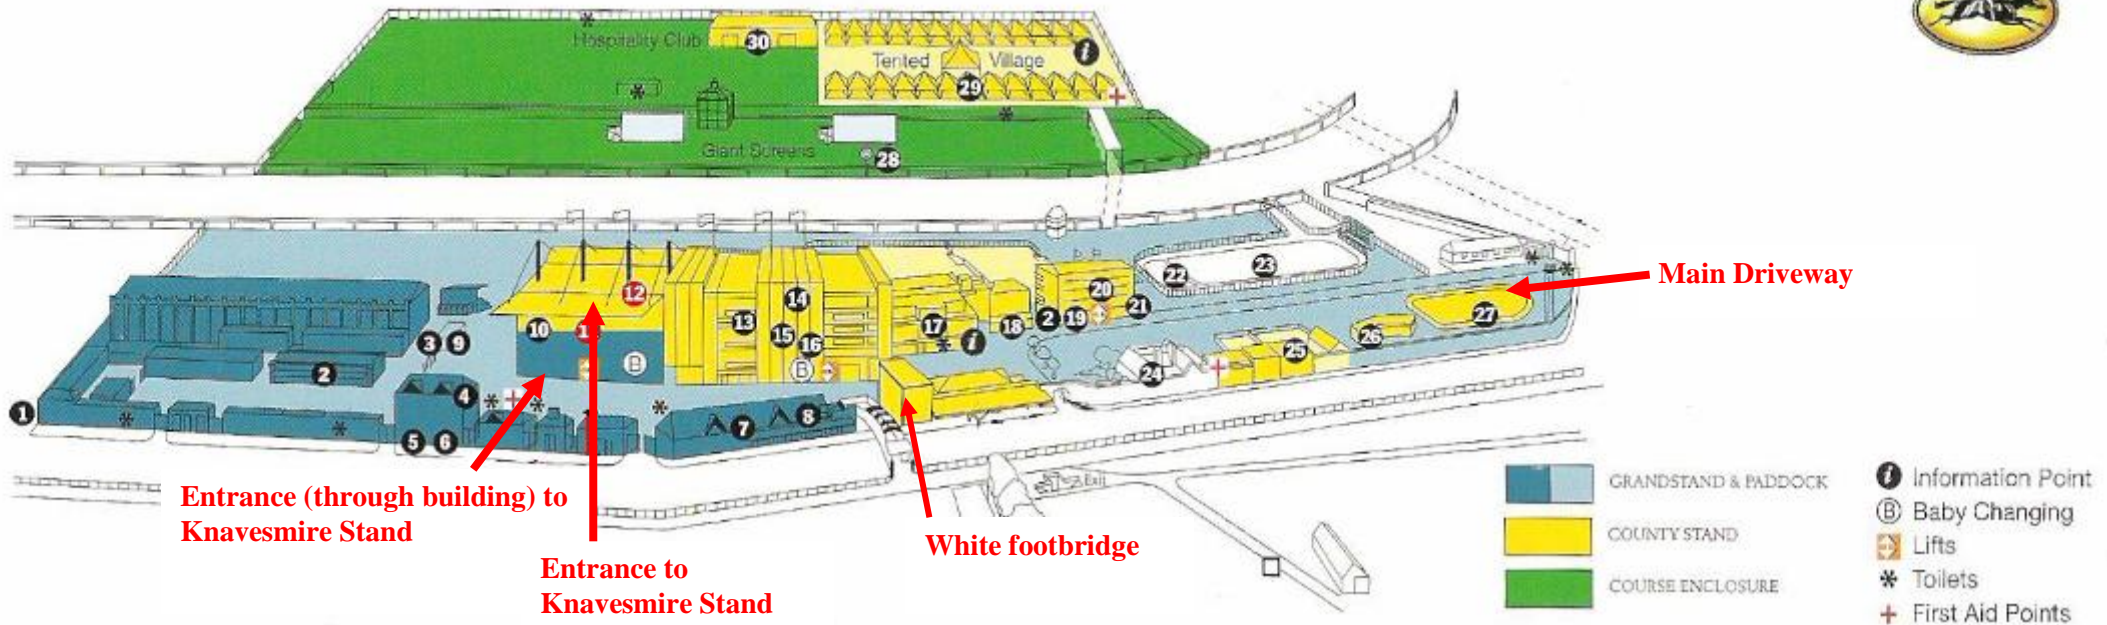 Hospitality Club
30
Tented Village
i
29
Giant Screens
28
12
14
10
13
15
16
17
i
18
2
19
20
21
22
23
24
25
26
27
B
B
3
9
2
1
4
5
6
7
8
Exit
Main Driveway
Entrance (through building) to
Knavesmire Stand
Entrance to
Knavesmire Stand
White footbridge
GRANDSTAND & PADDOCK
COUNTY STAND
COURSE ENCLOSURE
i Information Point
B Baby Changing
Lifts
Toilets
First Aid Points